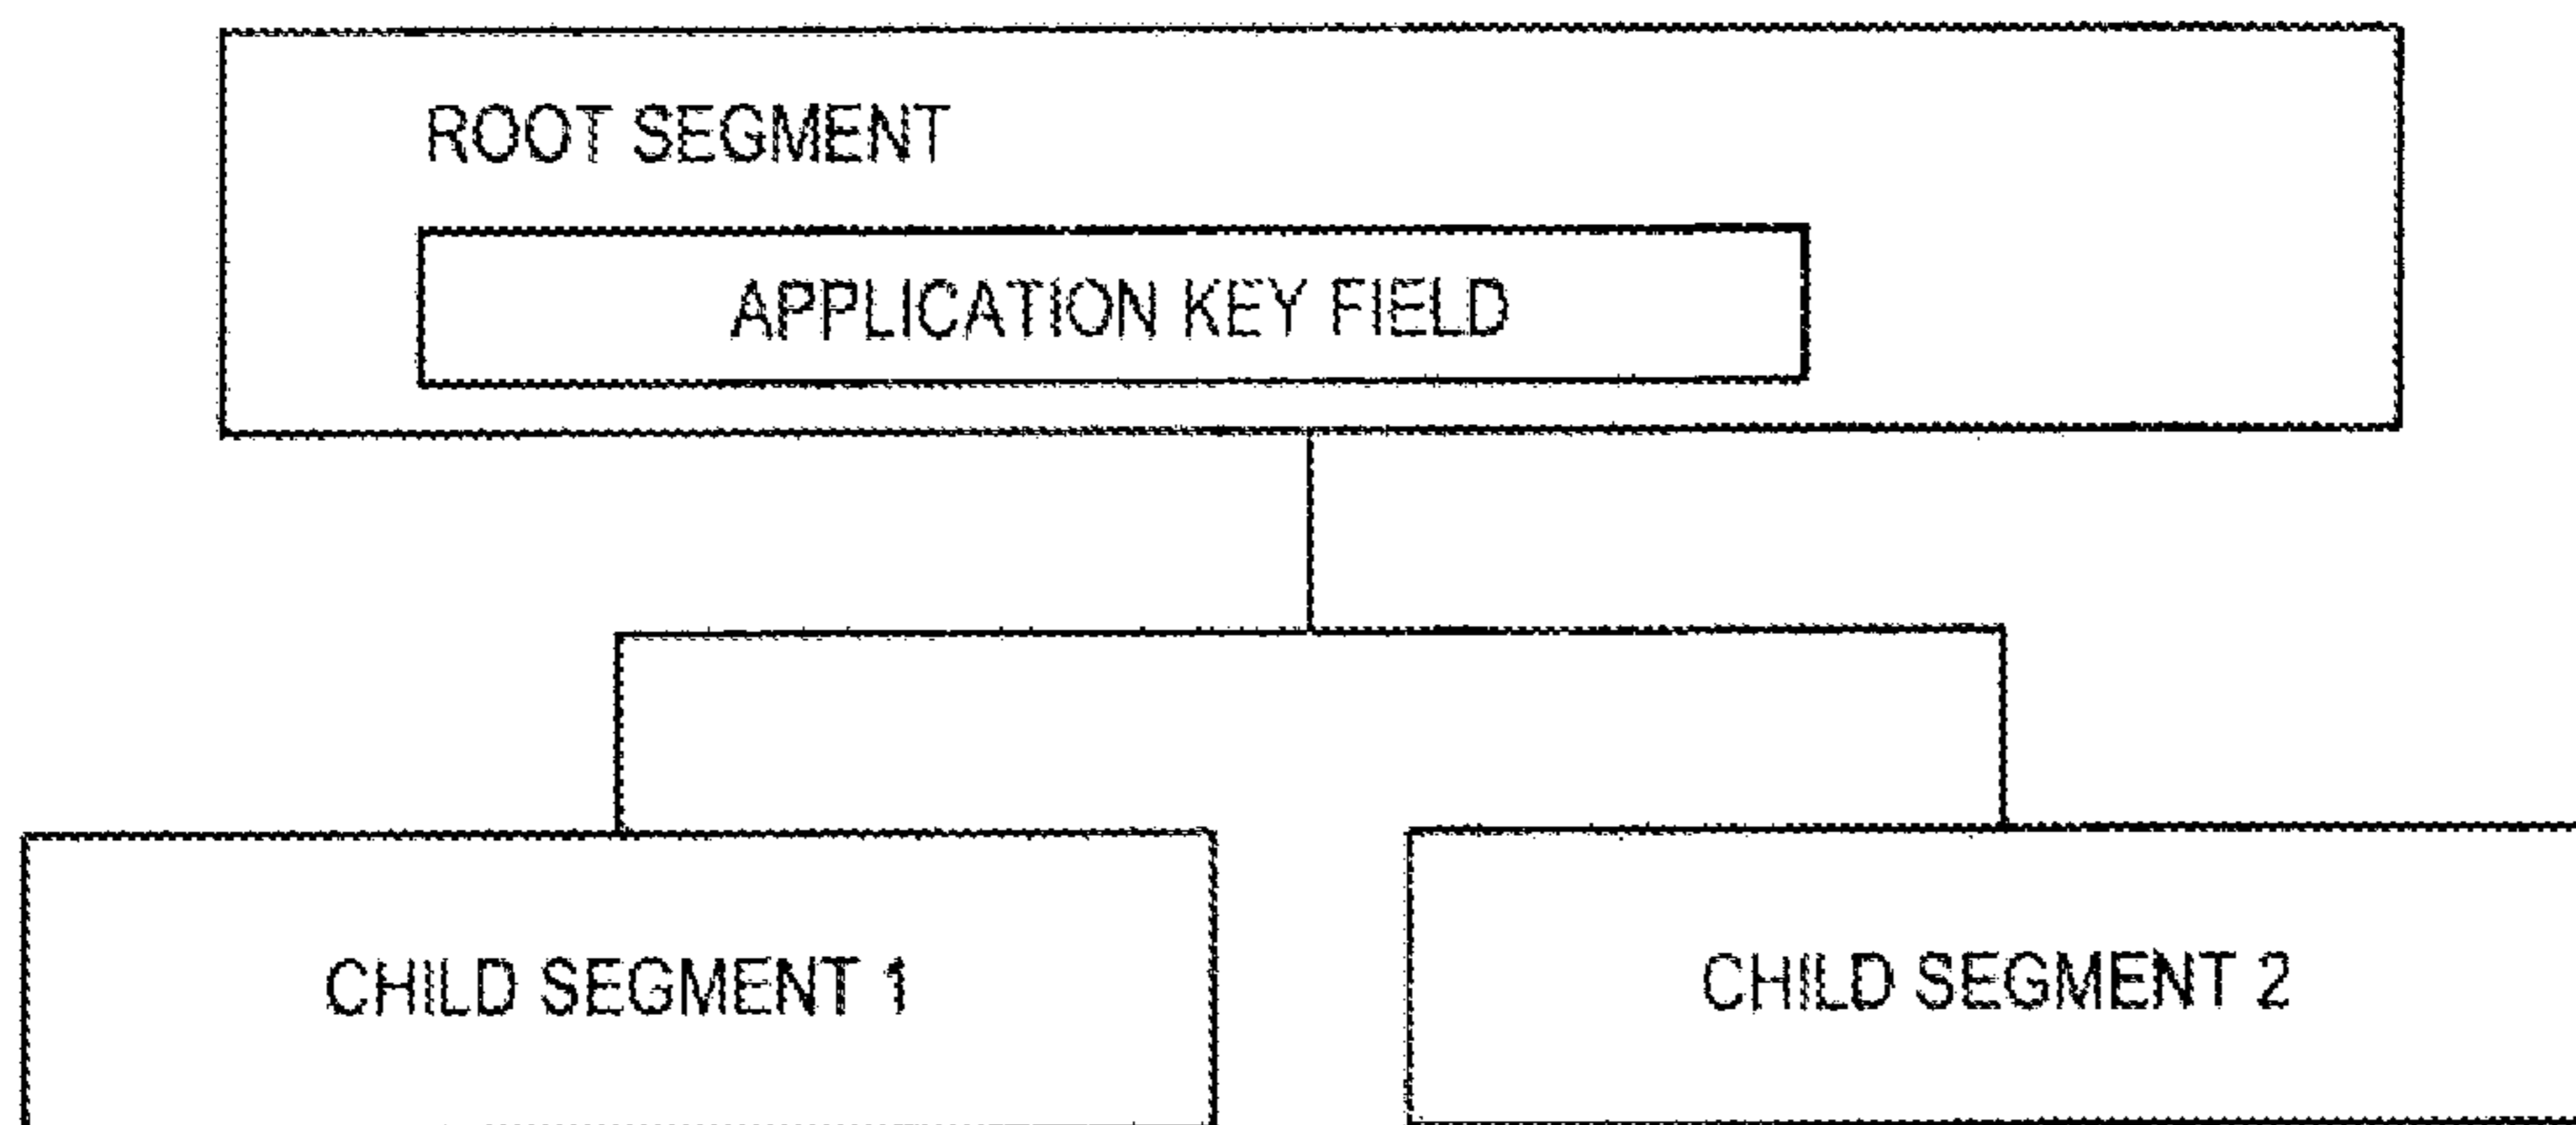 ROOT SEGMENT
APPLICATION KEY FIELD
CHILD SEGMENT 1
CHILD SEGMENT 2